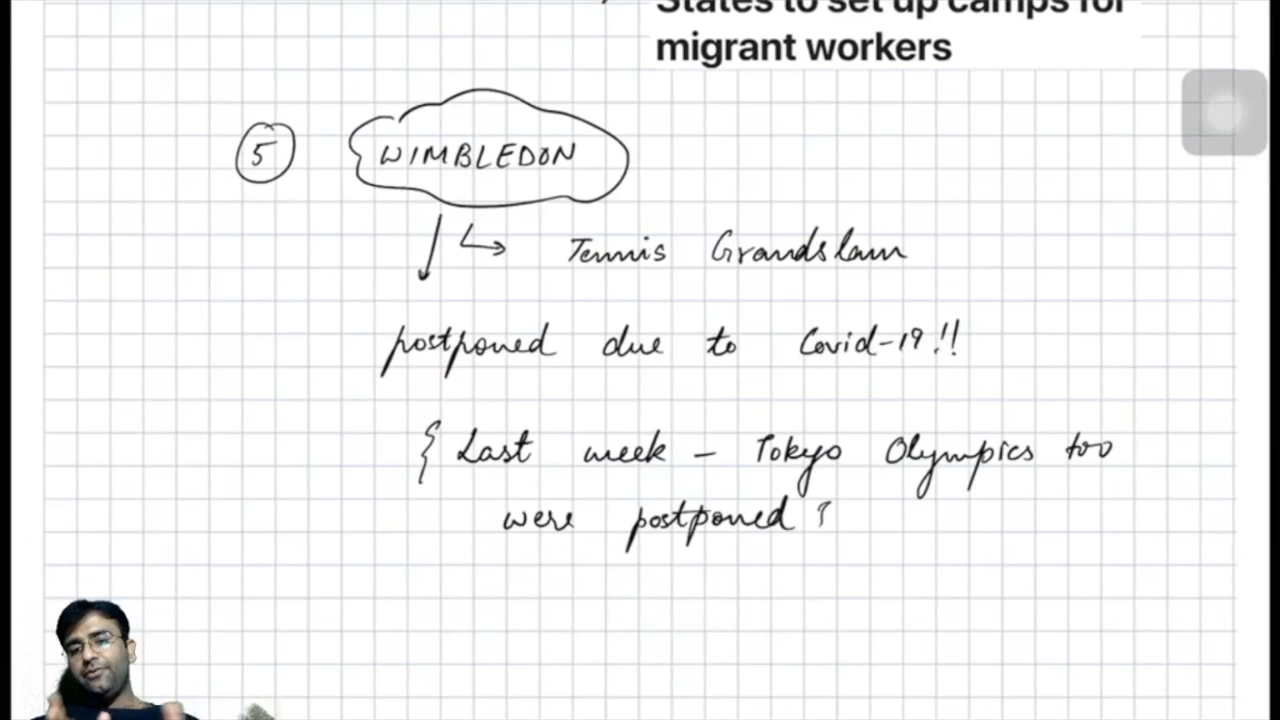 States to set up camps for
migrant workers
5 WIMBLEDON
Tennis Grandslam
postponed due to Covid-19!!
{ Last week - Tokyo Olympics too
were postponed }